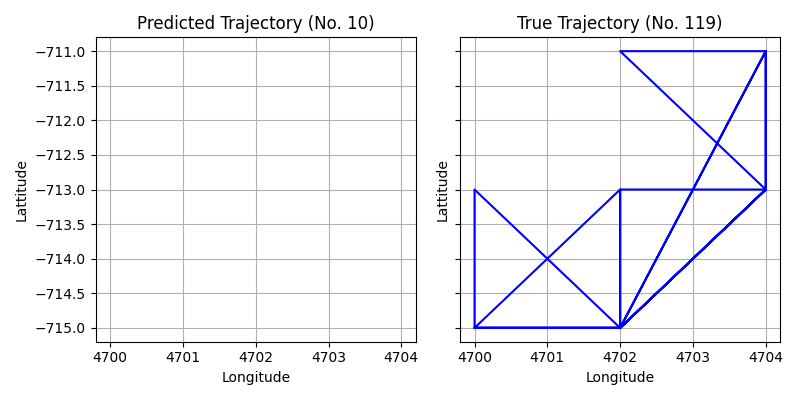 Predicted Trajectory (No. 10)
True Trajectory (No. 119)
−711.0
−711.5
−712.0
−712.5
−713.0
−713.5
−714.0
−714.5
−715.0
Lattitude
Lattitude
4700 4701 4702 4703 4704
4700 4701 4702 4703 4704
Longitude
Longitude